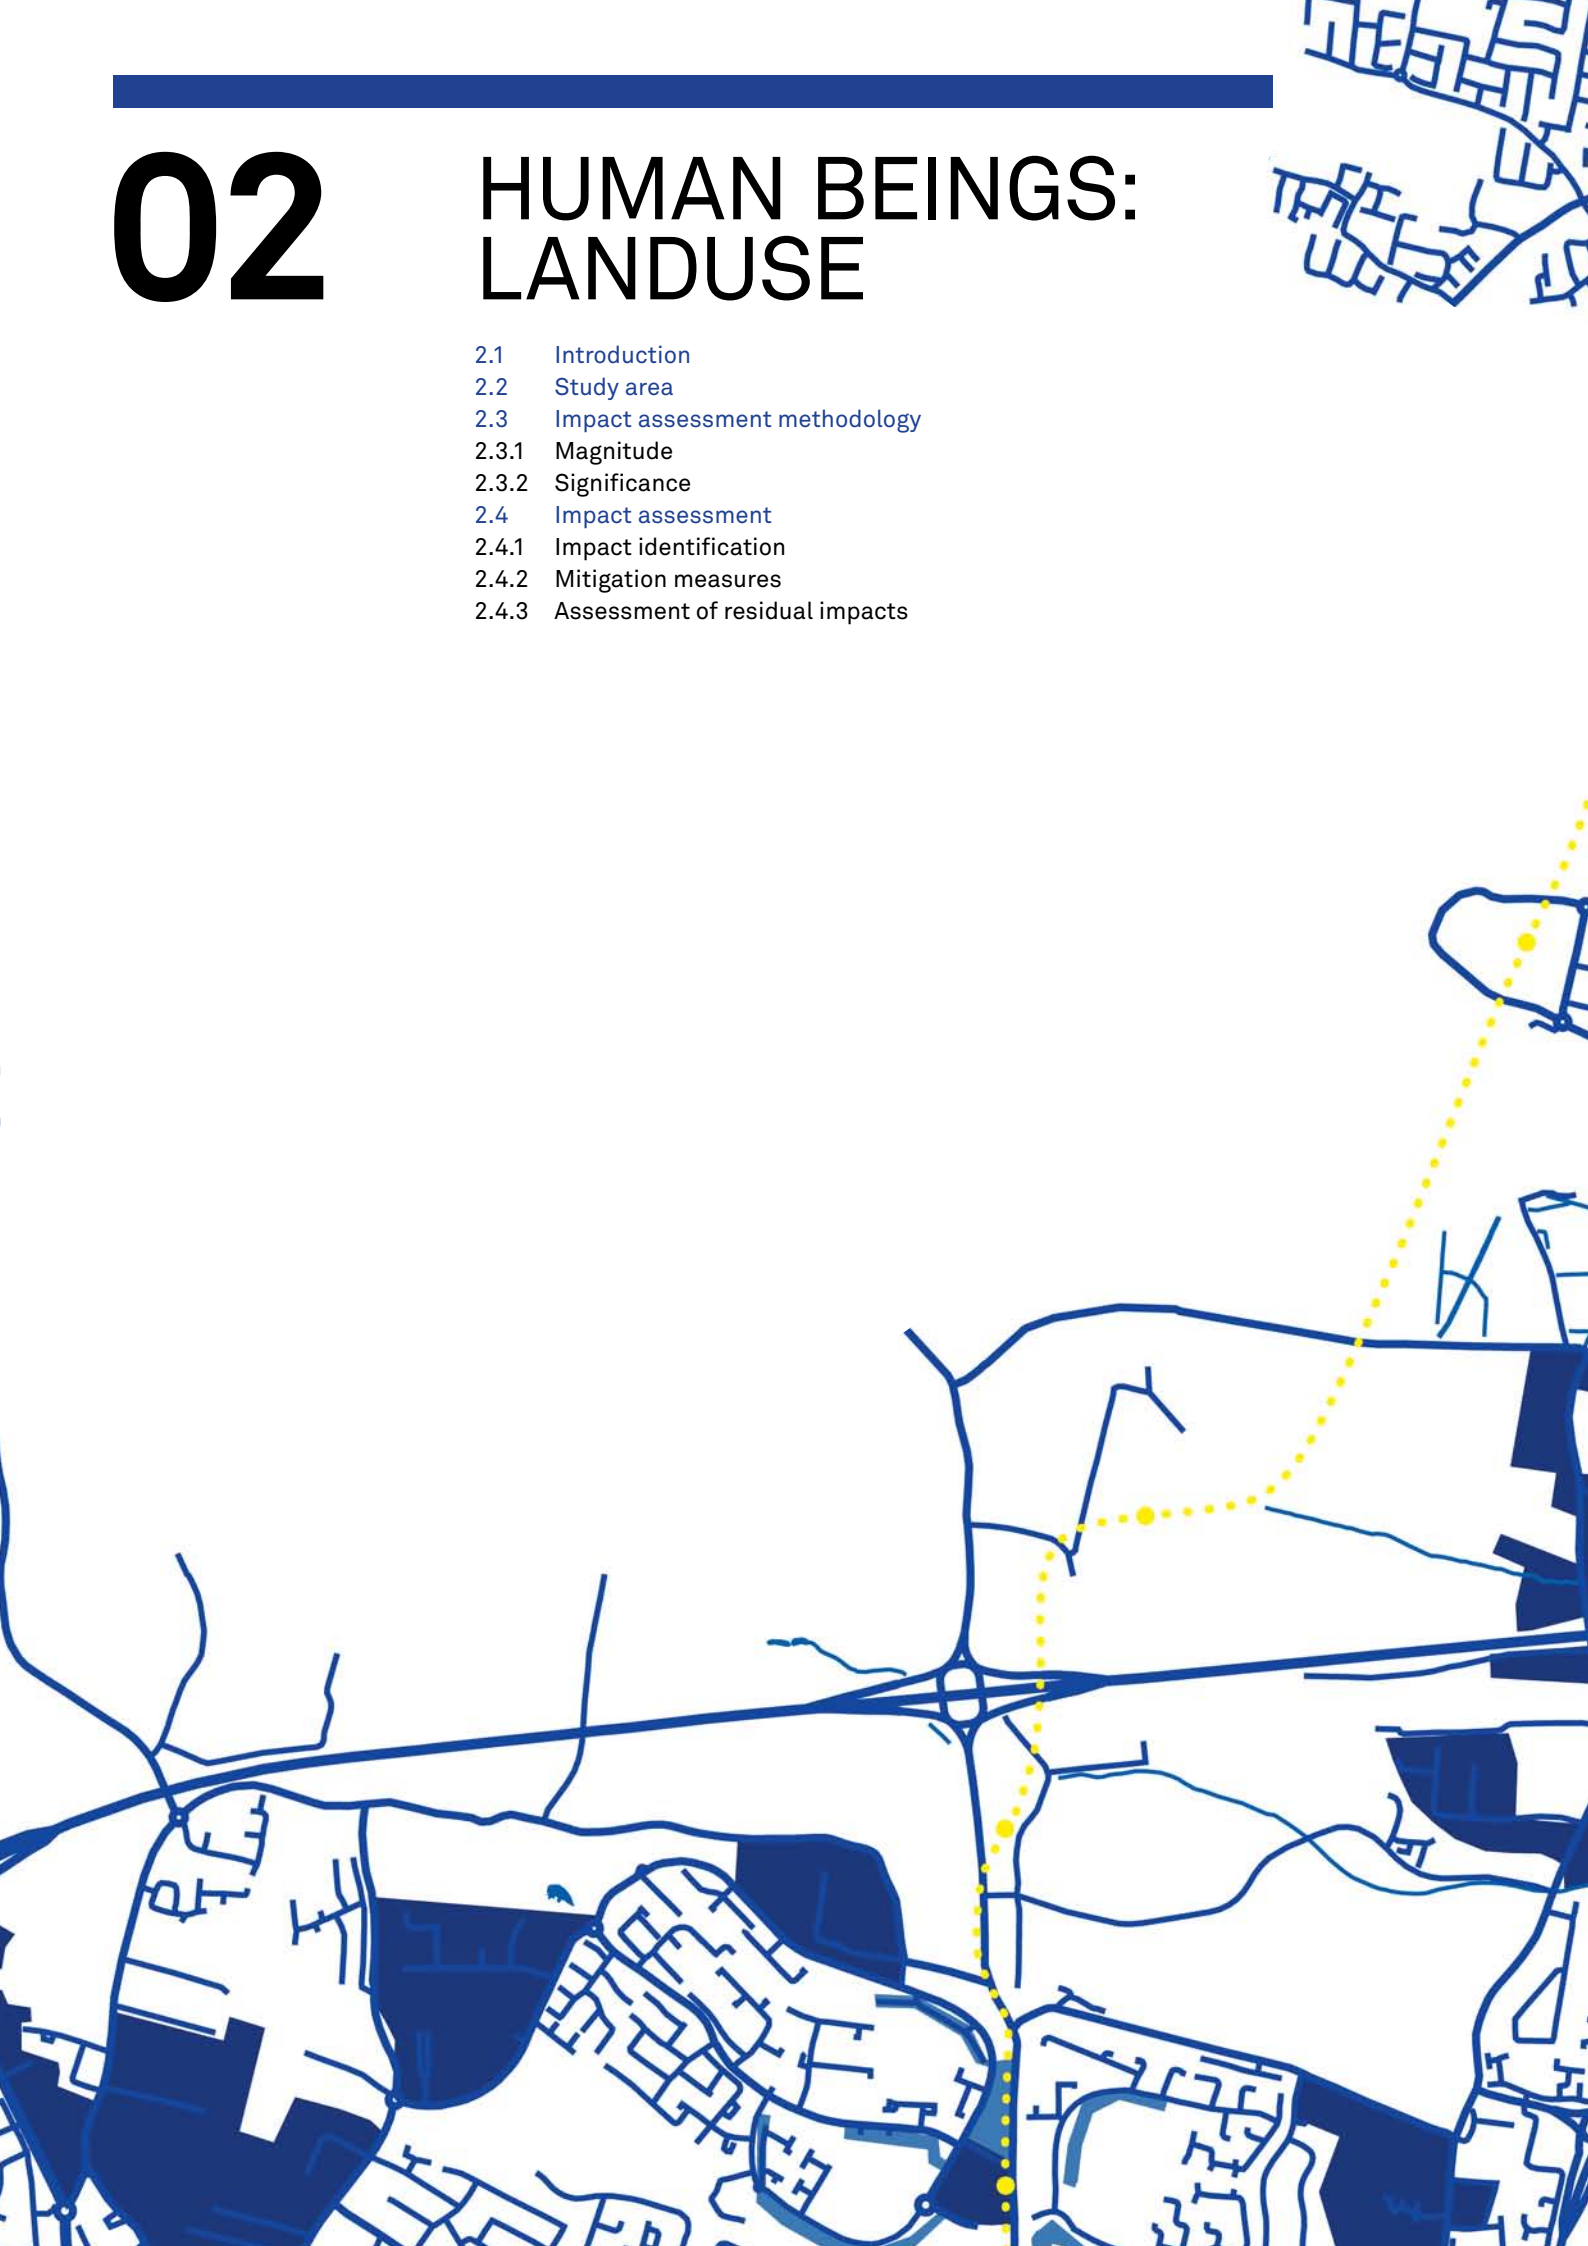 02
HUMAN BEINGS:
LANDUSE
2.1 Introduction
2.2 Study area
2.3 Impact assessment methodology
2.3.1 Magnitude
2.3.2 Significance
2.4 Impact assessment
2.4.1 Impact identification
2.4.2 Mitigation measures
2.4.3 Assessment of residual impacts